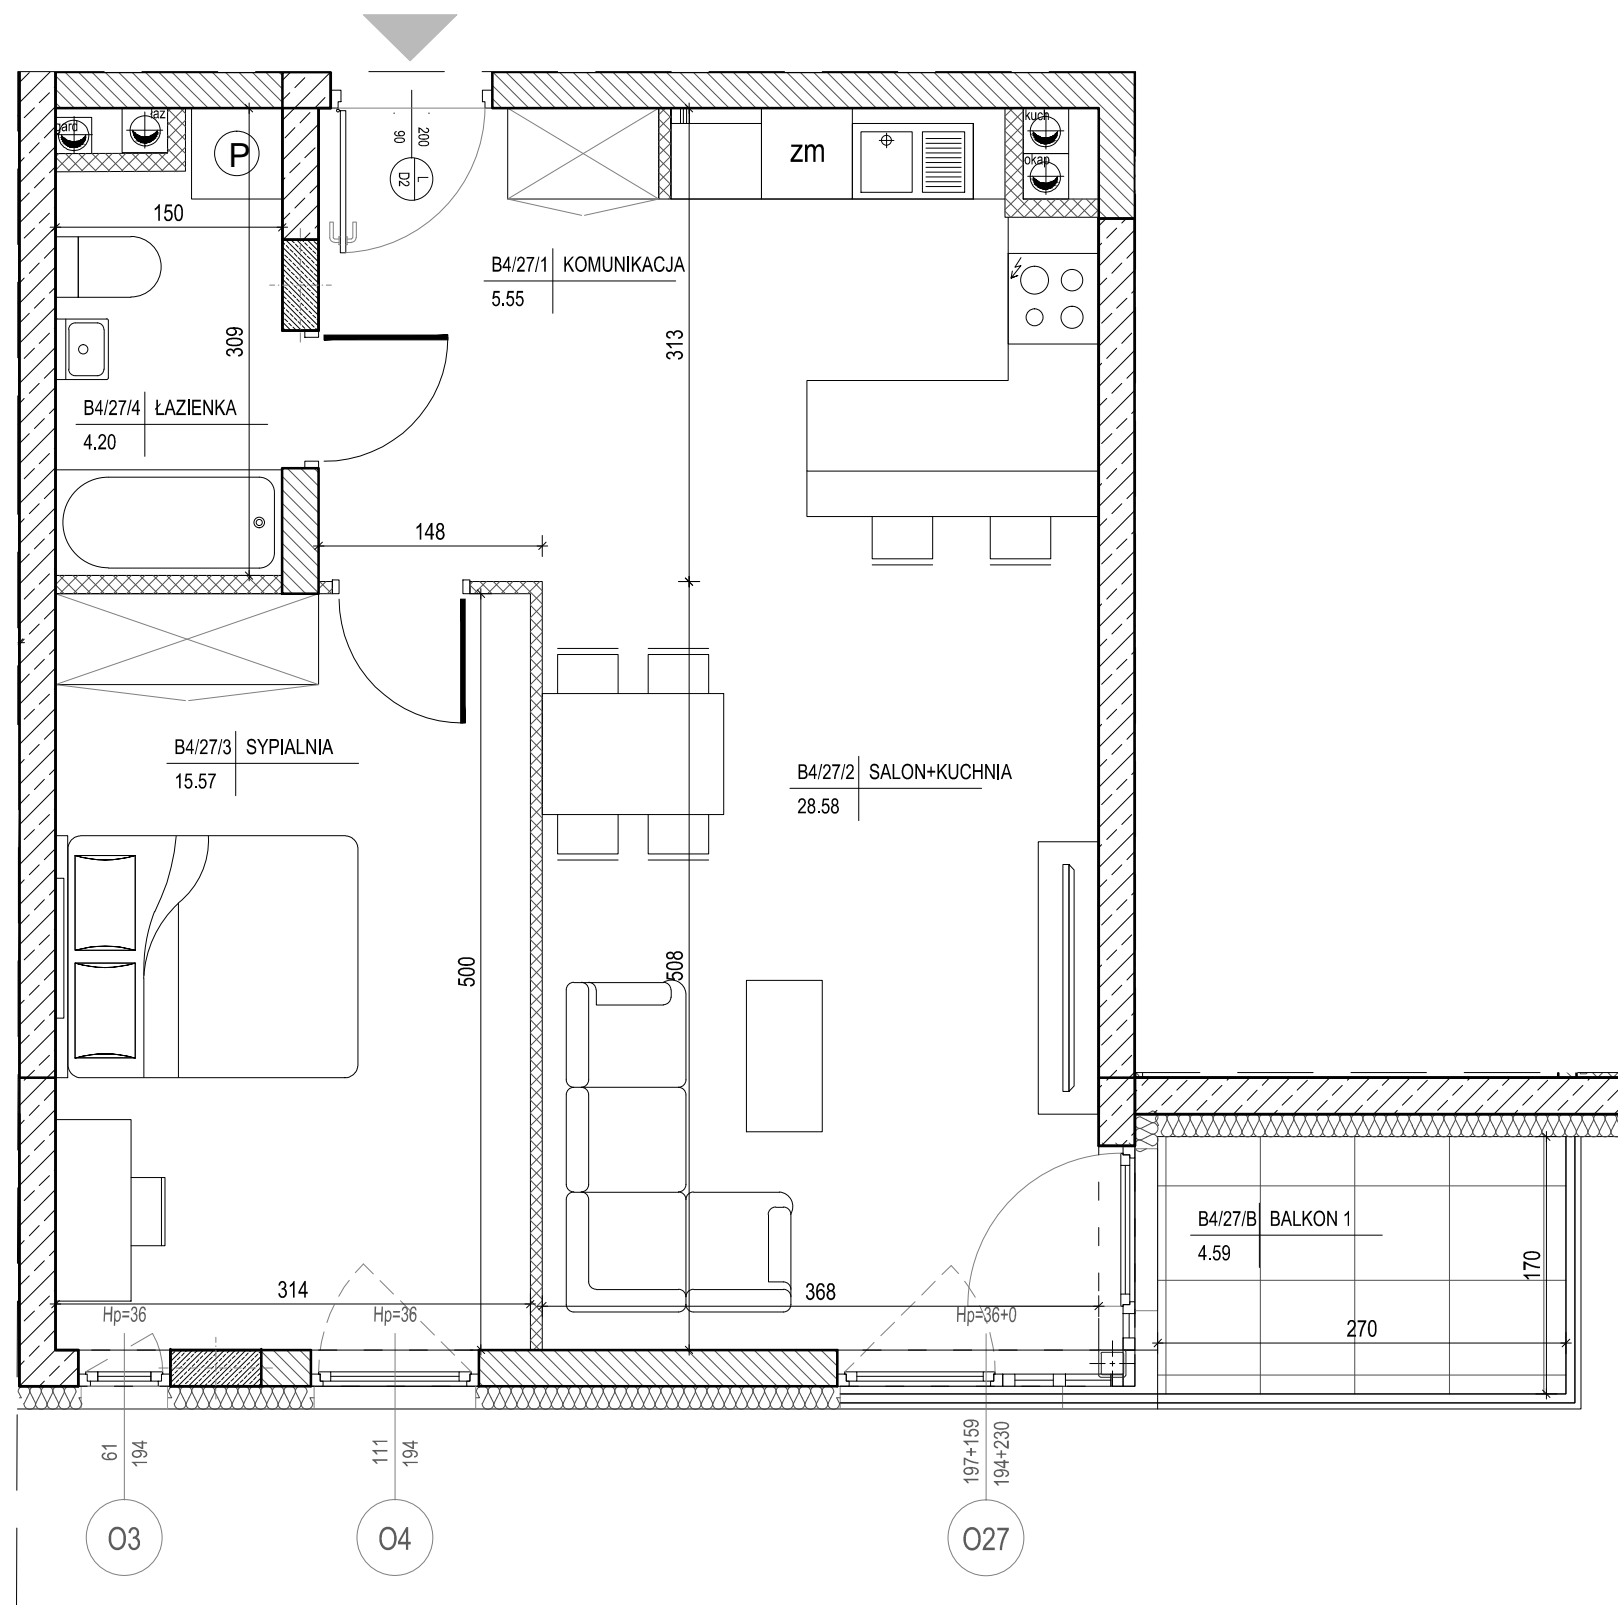 gard
łaz
P
200
90
L
D2
zm
kuch
okap
150
B4/27/1 KOMUNIKACJA
5.55
309
313
B4/27/4 ŁAZIENKA
4.20
148
B4/27/3 SYPIALNIA
15.57
B4/27/2 SALON+KUCHNIA
28.58
500
508
B4/27/B BALKON 1
4.59
170
314
368
Hp=36
Hp=36
Hp=36+0
270
61
194
111
194
197+159
194+230
O3
O4
O27